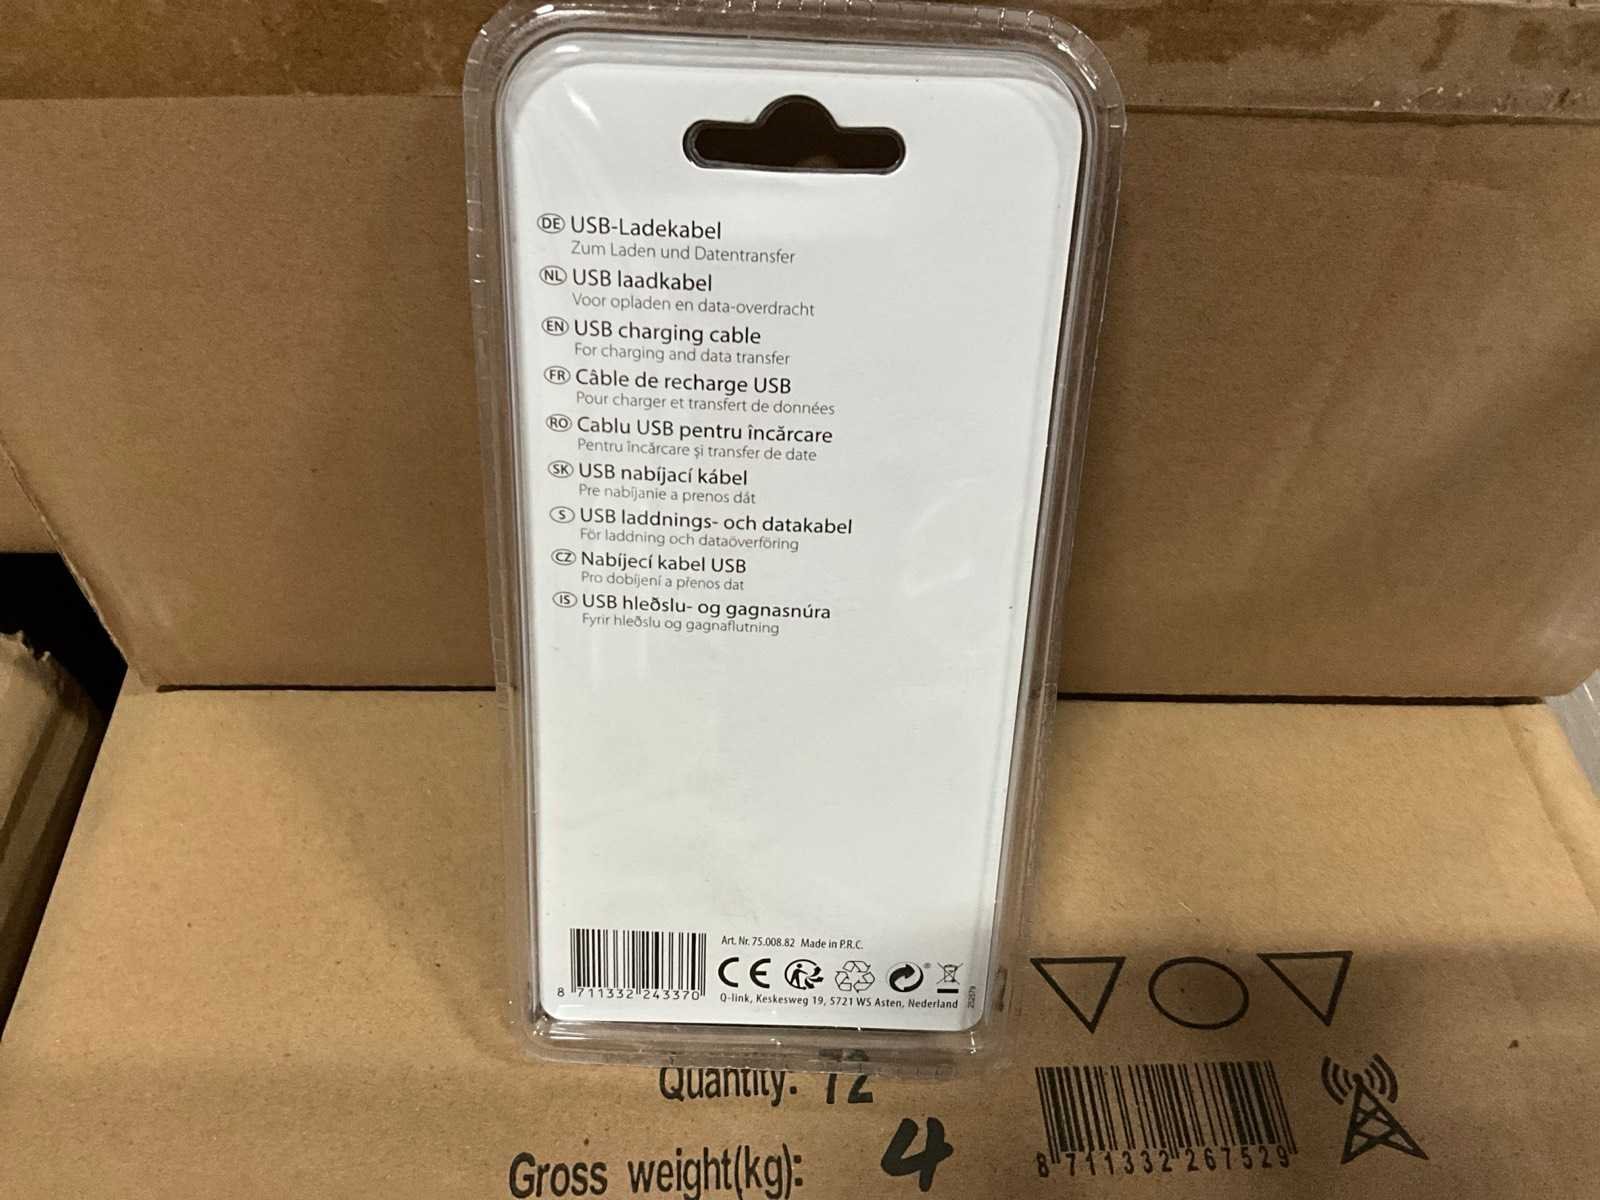 DE USB-Ladekabel
Zum Laden und Datentransfer
NL USB laadkabel
Voor opladen en data-overdracht
EN USB charging cable
For charging and data transfer
FR Câble de recharge USB
Pour charger et transfert de données
RO Cablu USB pentru încărcare
Pentru încărcare și transfer de date
SK USB nabíjací kábel
Pre nabíjanie a prenos dát
S USB laddnings- och datakabel
För laddning och dataöverföring
CZ Nabíjecí kabel USB
Pro dobíjení a přenos dat
IS USB hleðslu- og gagnasnúra
Fyrir hleðslu og gagnaflutning
Art. Nr. 75.008.82 Made in P.R.C.
CE
8 711332 243370
Q-link, Keskesweg 19, 5721 WS Asten, Nederland
252579
Quantity: 72
Gross weight(kg): 4
8 711332 267529